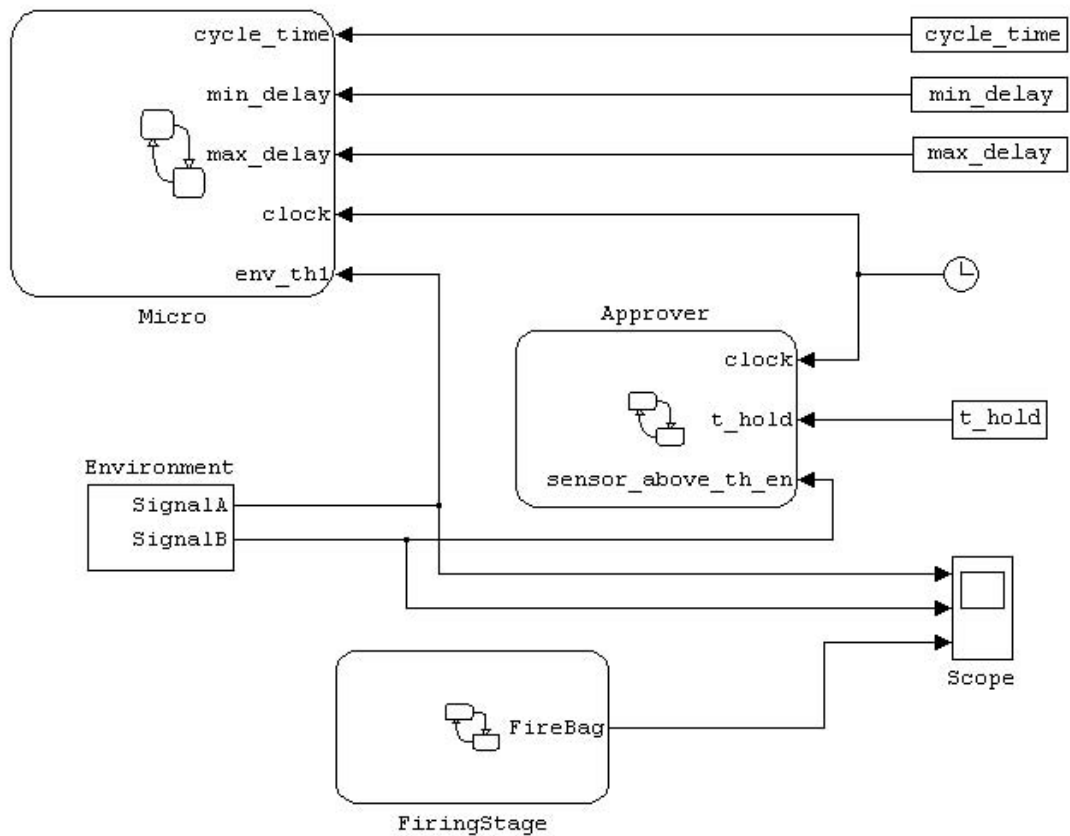 cycle_time
cycle_time
min_delay
min_delay
max_delay
max_delay
clock
env_th1
Micro
Approver
clock
t_hold
t_hold
sensor_above_th_en
Environment
SignalA
SignalB
Scope
FireBag
FiringStage